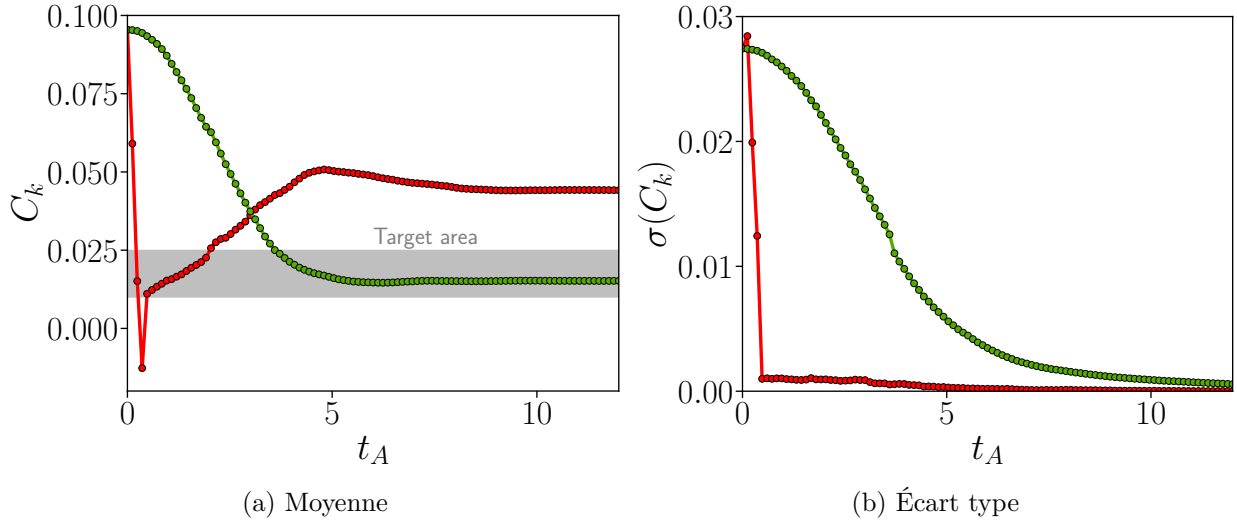 0.100
0.075
0.050
0.025
0.000
C_k
Target area
0 5 10
t_A
(a) Moyenne
0.03
0.02
0.01
0.00
σ(C_k)
0 5 10
t_A
(b) Écart type